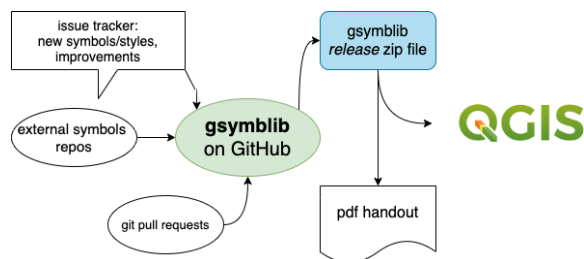 issue tracker:
new symbols/styles,
improvements
gsymblib
release zip file
external symbols
repos
gsymblib
on GitHub
QGIS
git pull requests
pdf handout